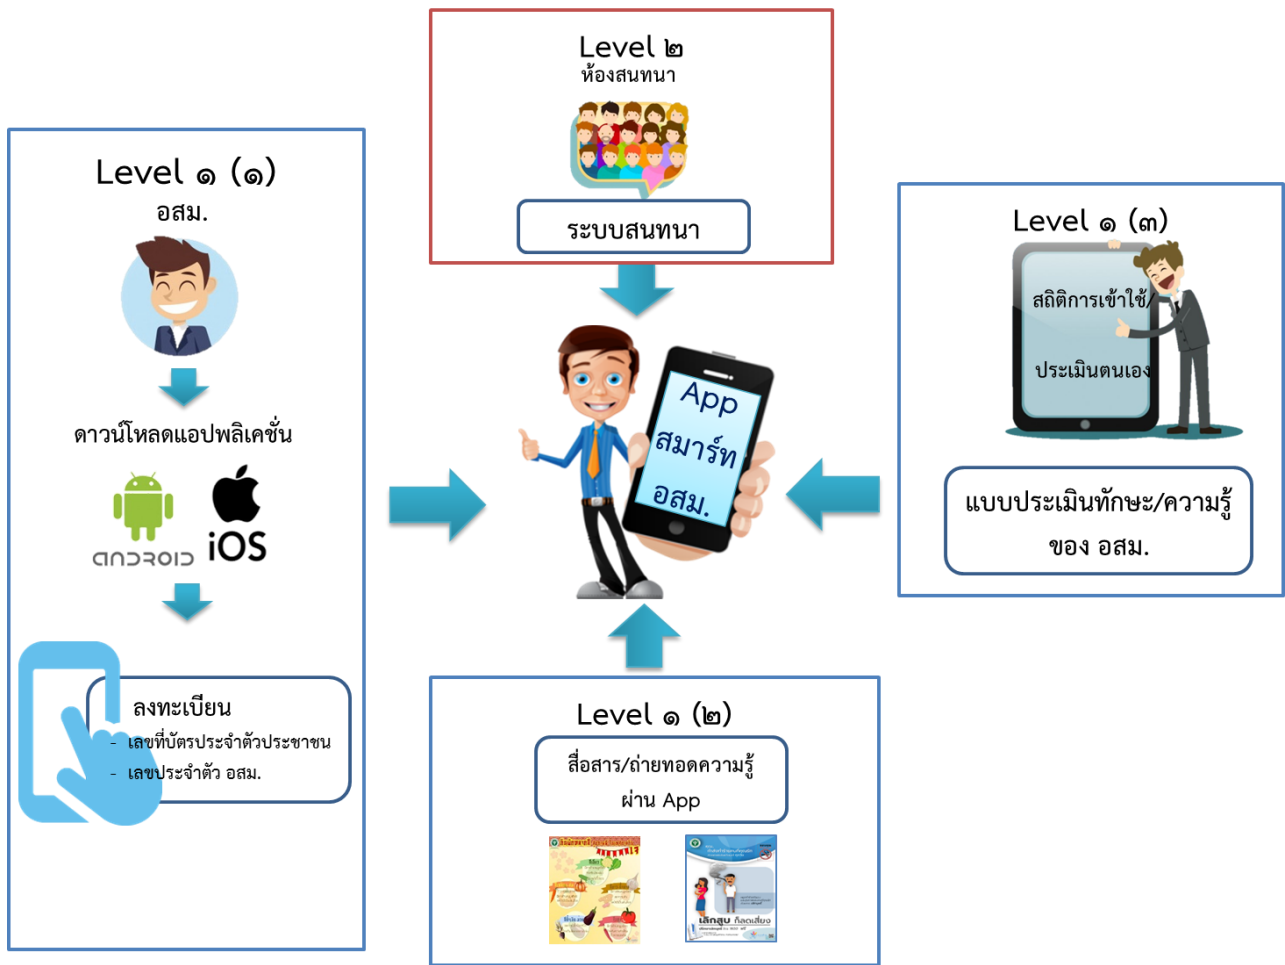 Level ๒
ห้องสนทนา
ระบบสนทนา
Level ๑ (๑)
อสม.
ดาวน์โหลดแอปพลิเคชั่น
ANDROID
iOS
ลงทะเบียน
- เลขที่บัตรประจำตัวประชาชน
- เลขประจำตัว อสม.
App
สมาร์ท
อสม.
Level ๑ (๓)
สถิติการเข้าใช้/
ประเมินตนเอง
แบบประเมินทักษะ/ความรู้
ของ อสม.
Level ๑ (๒)
สื่อสาร/ถ่ายทอดความรู้
ผ่าน App
เลิกสูบ ก็ลดเสี่ยง